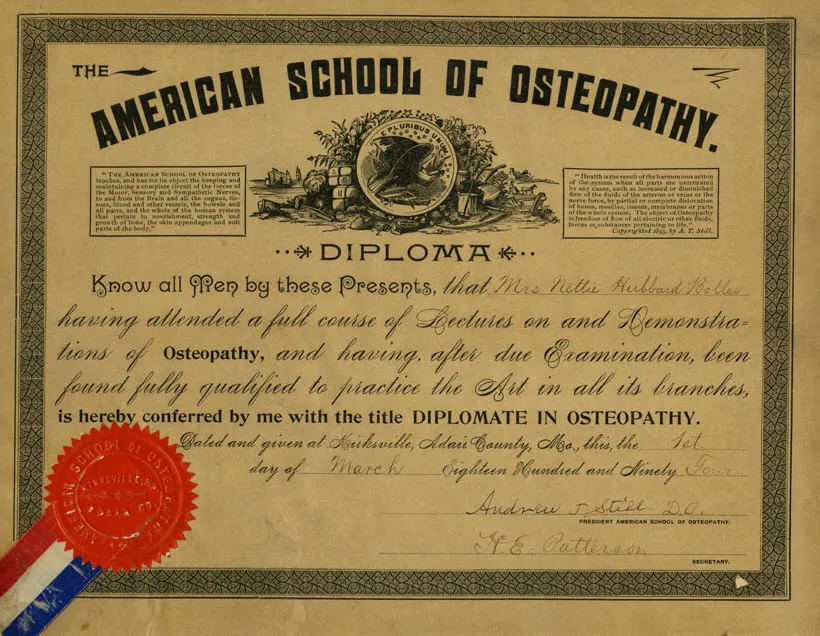 THE
AMERICAN SCHOOL OF OSTEOPATHY.
E PLURIBUS UNUM
"THE AMERICAN SCHOOL OF OSTEOPATHY
teaches, and has for its object the keeping and
maintaining a complete circuit of the forces of
the Motor, Sensory and Sympathetic Nerves,
to and from the Brain and all the organs, tis-
sues, blood and other vessels, the bowels and
all parts, and the whole of the human system
that pertain to nourishment, strength and
growth of bone, the skin appendages and soft
parts of the body."
"Health is the result of the harmonious action
of the system when all parts are unirritated
by any cause, such as increased or diminished
flow of the fluids of the arteries or veins or the
nerve force, by partial or complete dislocation
of bones, muscles, tissues, membranes or parts
of the whole system. The object of Osteopathy
is freedom of flow of all electric or other fluids,
forces or substances pertaining to life."
Copyrighted 1893, by A. T. Still.
DIPLOMA
Know all Men by these Presents, that Mrs Nettie Hubbard Bolles
having attended a full course of Lectures on and Demonstra=
tions of Osteopathy, and having, after due Examination, been
found fully qualified to practice the Art in all its branches,
is hereby conferred by me with the title DIPLOMATE IN OSTEOPATHY.
Dated and given at Kirksville, Adair County, Mo., this, the 1st
day of March Eighteen Hundred and Ninety Four
Andrew T Still D.O.
PRESIDENT AMERICAN SCHOOL OF OSTEOPATHY.
H E Patterson
SECRETARY.
AMERICAN SCHOOL OF OSTEOPATHY
KIRKSVILLE, MO.
ADAIR CO.